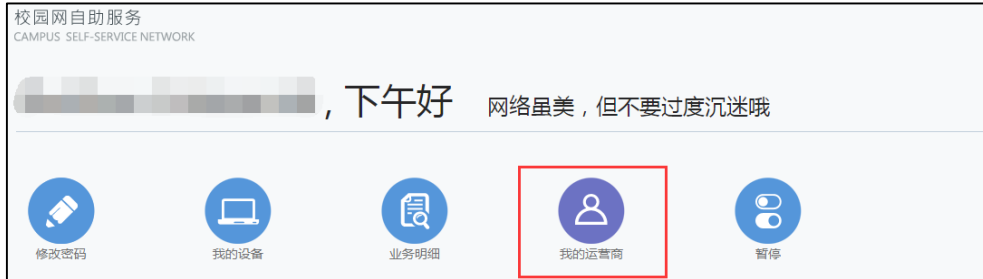 校园网自助服务
CAMPUS SELF-SERVICE NETWORK
，下午好 网络虽美，但不要过度沉迷哦
修改密码 我的设备 业务明细 我的运营商 暂停